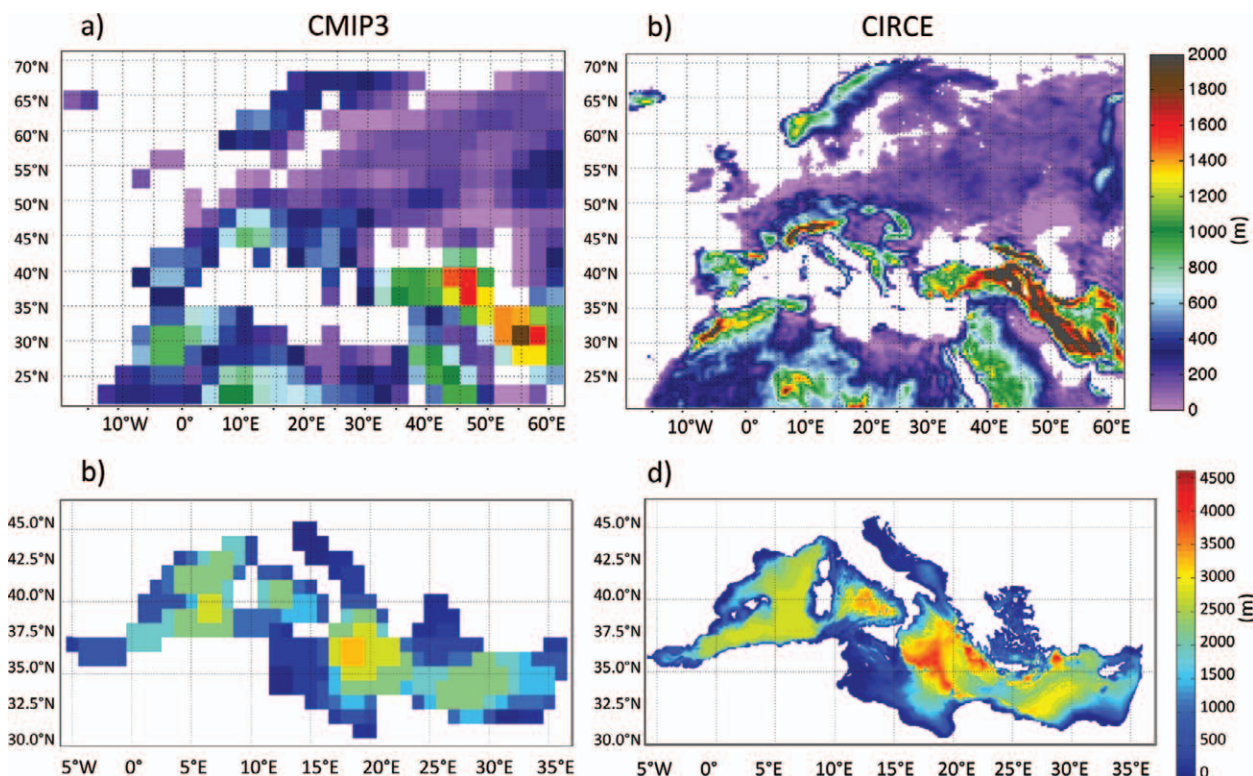 a) CMIP3
b) CIRCE
70°N
65°N
60°N
55°N
50°N
45°N
40°N
35°N
30°N
25°N
10°W 0° 10°E 20°E 30°E 40°E 50°E 60°E
70°N
65°N
60°N
55°N
50°N
45°N
40°N
35°N
30°N
25°N
10°W 0° 10°E 20°E 30°E 40°E 50°E 60°E
2000
1800
1600
1400
1200
1000
800
600
400
200
0
(m)
b)
45.0°N
42.5°N
40.0°N
37.5°N
35.0°N
32.5°N
30.0°N
5°W 0° 5°E 10°E 15°E 20°E 25°E 30°E 35°E
d)
45.0°N
42.5°N
40.0°N
37.5°N
35.0°N
32.5°N
30.0°N
5°W 0° 5°E 10°E 15°E 20°E 25°E 30°E 35°E
4500
4000
3500
3000
2500
2000
1500
1000
500
0
(m)